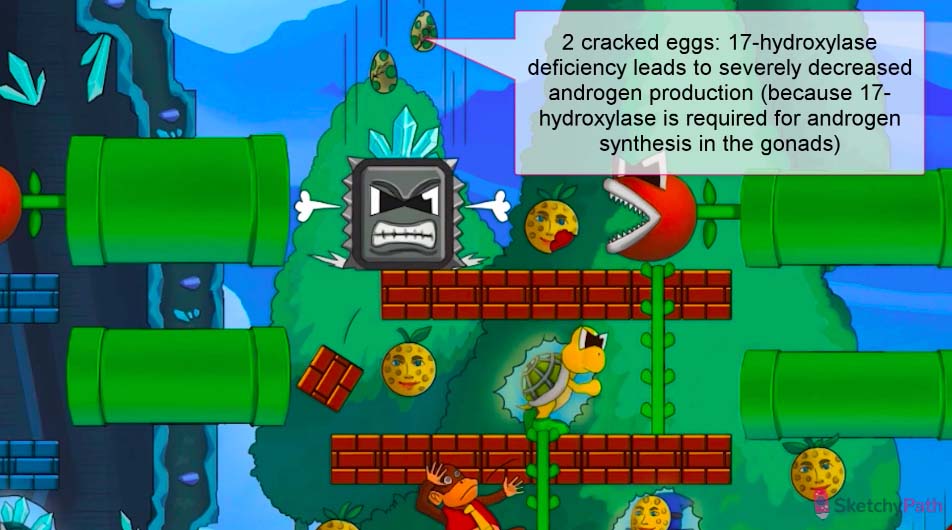 2 cracked eggs: 17-hydroxylase
deficiency leads to severely decreased
androgen production (because 17-
hydroxylase is required for androgen
synthesis in the gonads)
SketchyPath